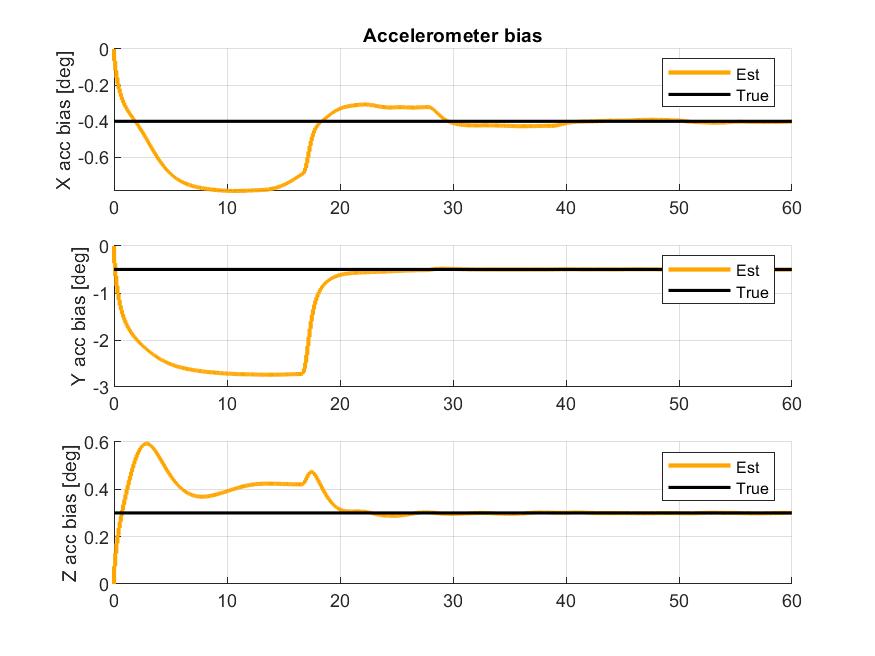 Accelerometer bias
X acc bias [deg]
0
-0.2
-0.4
-0.6
Est
True
0 10 20 30 40 50 60
Y acc bias [deg]
0
-1
-2
-3
Est
True
0 10 20 30 40 50 60
Z acc bias [deg]
0.6
0.4
0.2
0
Est
True
0 10 20 30 40 50 60